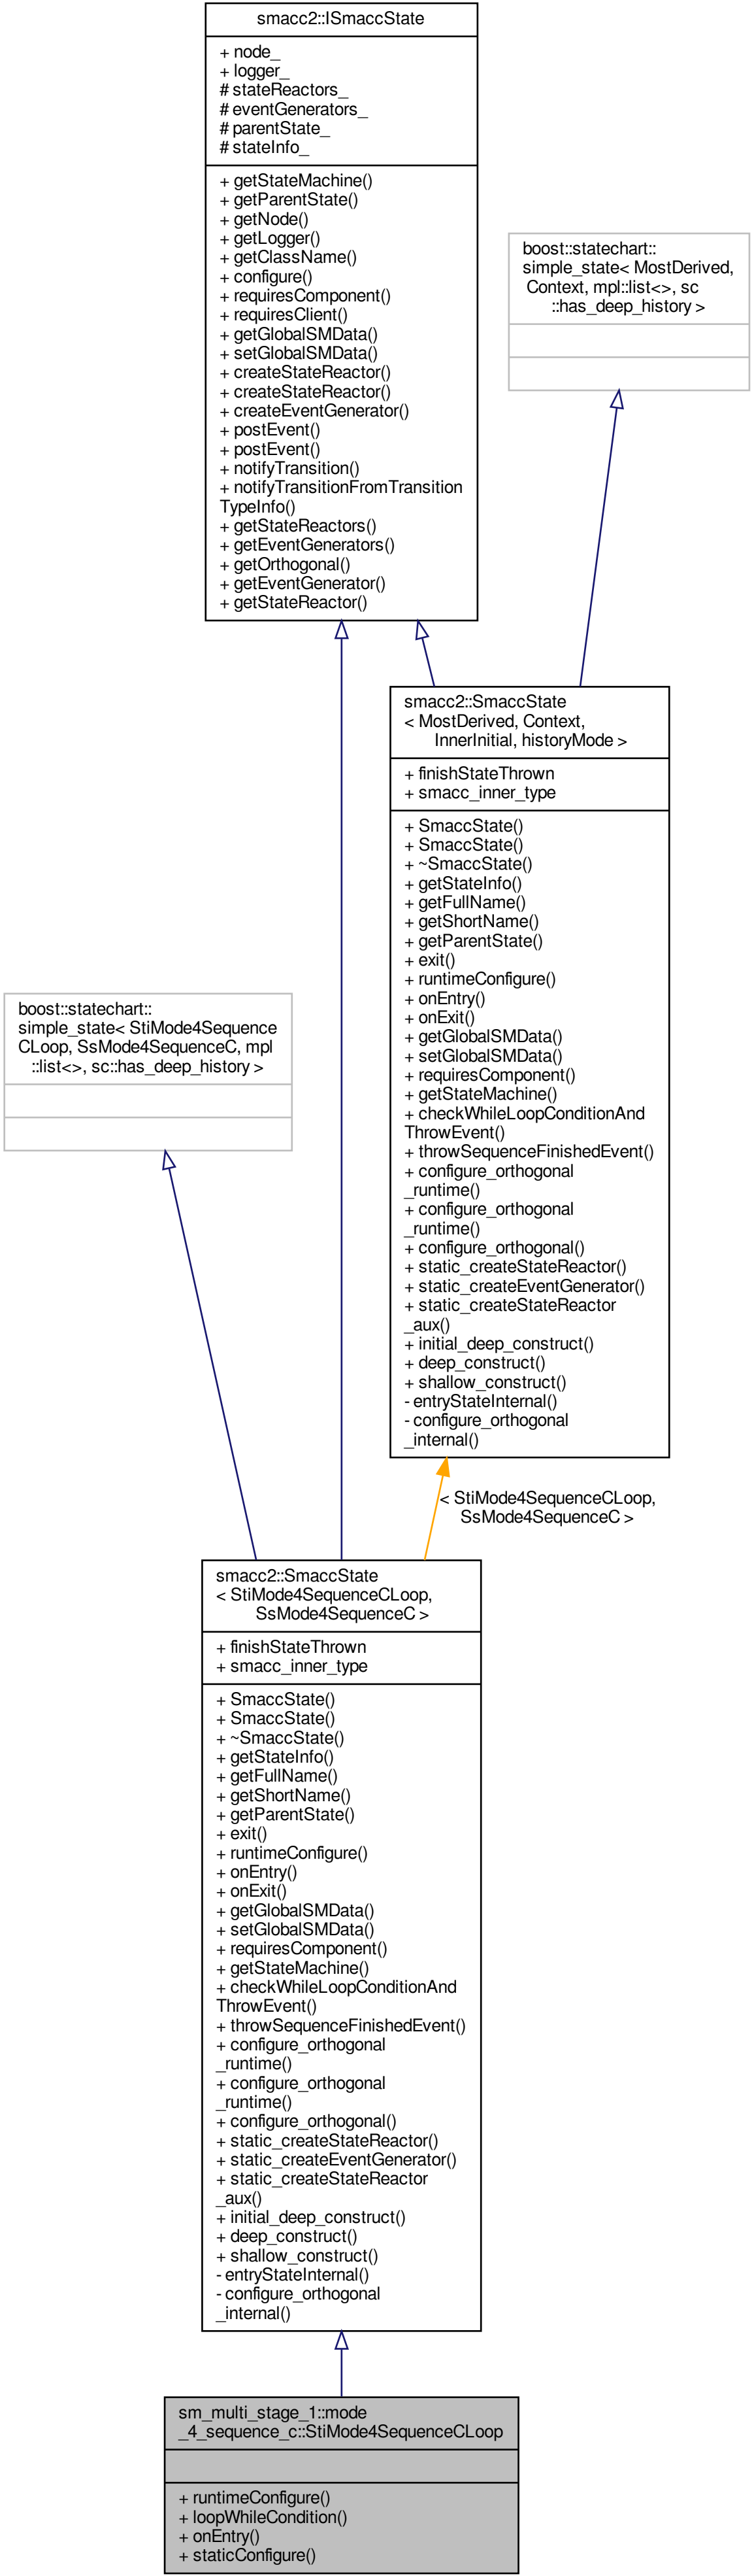 smacc2::ISmaccState
+ node_
+ logger_
# stateReactors_
# eventGenerators_
# parentState_
# stateInfo_
+ getStateMachine()
+ getParentState()
+ getNode()
+ getLogger()
+ getClassName()
+ configure()
+ requiresComponent()
+ requiresClient()
+ getGlobalSMData()
+ setGlobalSMData()
+ createStateReactor()
+ createStateReactor()
+ createEventGenerator()
+ postEvent()
+ postEvent()
+ notifyTransition()
+ notifyTransitionFromTransition
TypeInfo()
+ getStateReactors()
+ getEventGenerators()
+ getOrthogonal()
+ getEventGenerator()
+ getStateReactor()
boost::statechart::
simple_state< MostDerived,
Context, mpl::list<>, sc
::has_deep_history >
smacc2::SmaccState
< MostDerived, Context,
InnerInitial, historyMode >
+ finishStateThrown
+ smacc_inner_type
+ SmaccState()
+ SmaccState()
+ ~SmaccState()
+ getStateInfo()
+ getFullName()
+ getShortName()
+ getParentState()
+ exit()
+ runtimeConfigure()
+ onEntry()
+ onExit()
+ getGlobalSMData()
+ setGlobalSMData()
+ requiresComponent()
+ getStateMachine()
+ checkWhileLoopConditionAnd
ThrowEvent()
+ throwSequenceFinishedEvent()
+ configure_orthogonal
_runtime()
+ configure_orthogonal
_runtime()
+ configure_orthogonal()
+ static_createStateReactor()
+ static_createEventGenerator()
+ static_createStateReactor
_aux()
+ initial_deep_construct()
+ deep_construct()
+ shallow_construct()
- entryStateInternal()
- configure_orthogonal
_internal()
boost::statechart::
simple_state< StiMode4Sequence
CLoop, SsMode4SequenceC, mpl
::list<>, sc::has_deep_history >
< StiMode4SequenceCLoop,
SsMode4SequenceC >
smacc2::SmaccState
< StiMode4SequenceCLoop,
SsMode4SequenceC >
+ finishStateThrown
+ smacc_inner_type
+ SmaccState()
+ SmaccState()
+ ~SmaccState()
+ getStateInfo()
+ getFullName()
+ getShortName()
+ getParentState()
+ exit()
+ runtimeConfigure()
+ onEntry()
+ onExit()
+ getGlobalSMData()
+ setGlobalSMData()
+ requiresComponent()
+ getStateMachine()
+ checkWhileLoopConditionAnd
ThrowEvent()
+ throwSequenceFinishedEvent()
+ configure_orthogonal
_runtime()
+ configure_orthogonal
_runtime()
+ configure_orthogonal()
+ static_createStateReactor()
+ static_createEventGenerator()
+ static_createStateReactor
_aux()
+ initial_deep_construct()
+ deep_construct()
+ shallow_construct()
- entryStateInternal()
- configure_orthogonal
_internal()
sm_multi_stage_1::mode
_4_sequence_c::StiMode4SequenceCLoop
+ runtimeConfigure()
+ loopWhileCondition()
+ onEntry()
+ staticConfigure()